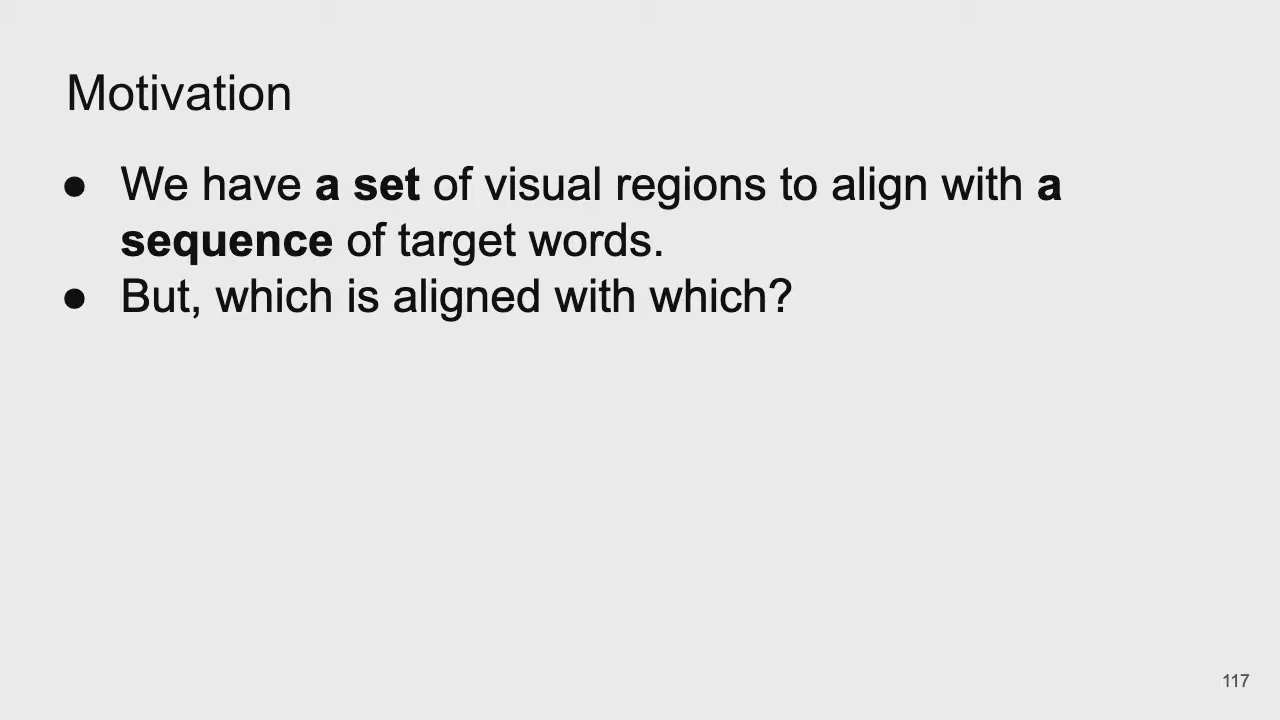 Motivation
● We have a set of visual regions to align with a
sequence of target words.
● But, which is aligned with which?
117